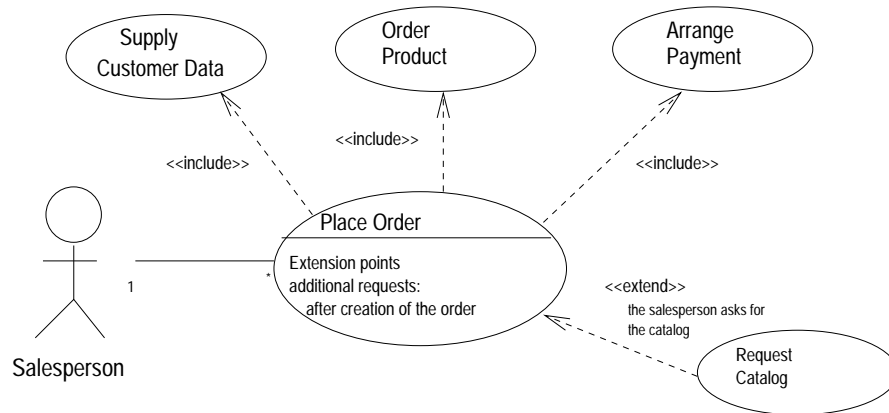 Supply
Customer Data
Order
Product
Arrange
Payment
<<include>>
<<include>>
<<include>>
Place Order
Extension points
additional requests:
after creation of the order
1
*
Salesperson
<<extend>>
the salesperson asks for
the catalog
Request
Catalog